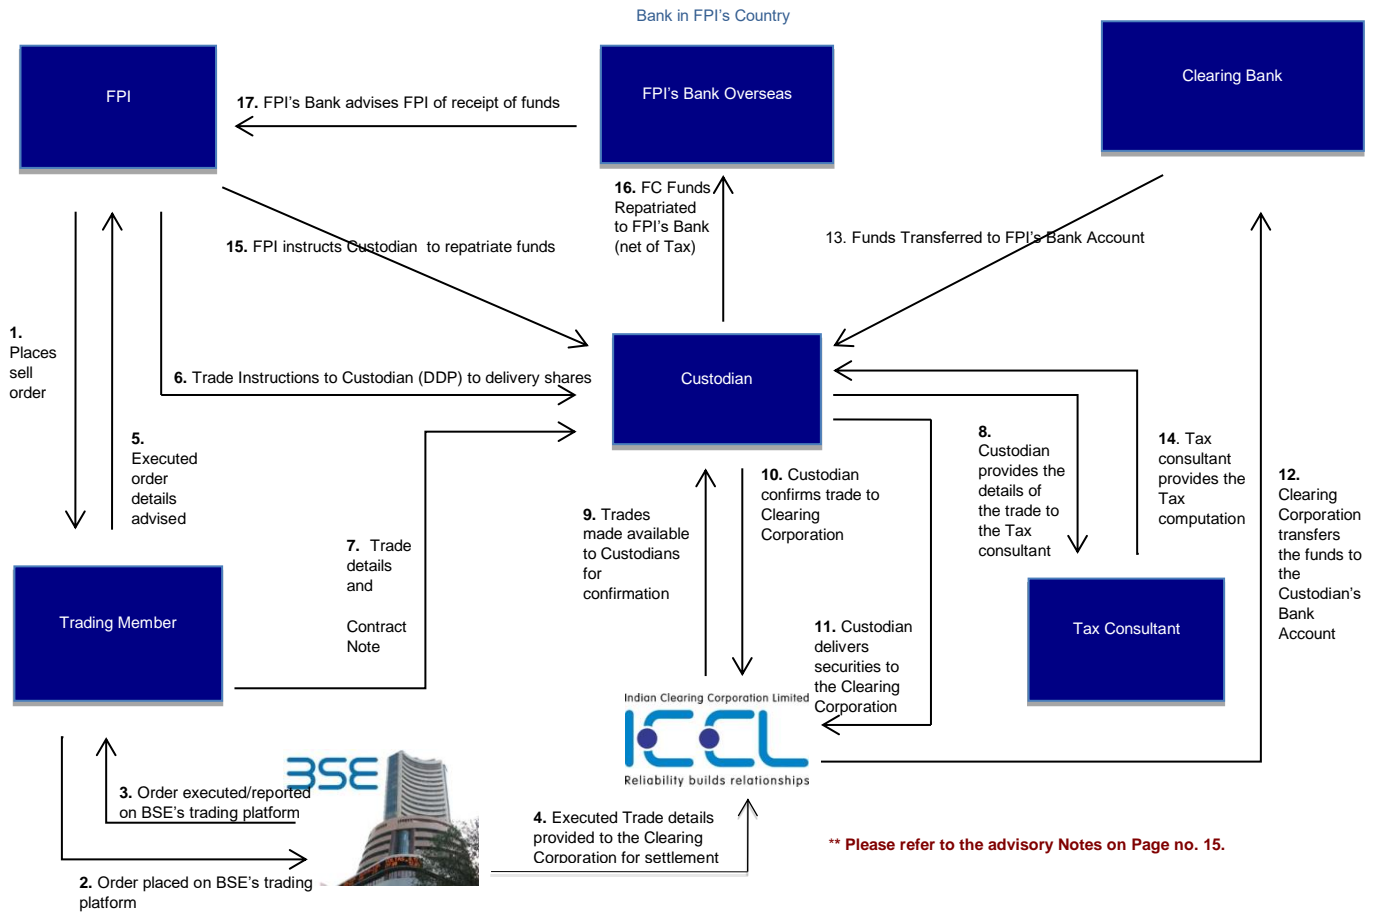 Bank in FPI's Country
FPI
FPI's Bank Overseas
Clearing Bank
17. FPI's Bank advises FPI of receipt of funds
16. FC Funds
Repatriated
to FPI's Bank
(net of Tax)
15. FPI instructs Custodian  to repatriate funds
13. Funds Transferred to FPI's Bank Account
1.
Places
sell
order
6. Trade Instructions to Custodian (DDP) to delivery shares
Custodian
5.
Executed
order
details
advised
8.
Custodian
provides the
details of
the trade to
the Tax
consultant
14. Tax
consultant
provides the
Tax
computation
12.
Clearing
Corporation
transfers
the funds to
the
Custodian's
Bank
Account
10. Custodian
confirms trade to
Clearing
Corporation
9. Trades
made available
to Custodians
for
confirmation
7.  Trade
details
and
Contract
Note
Trading Member
Tax Consultant
11. Custodian
delivers
securities to
the Clearing
Corporation
Indian Clearing Corporation Limited
ICCL
Reliability builds relationships
BSE
3. Order executed/reported
on BSE's trading platform
4. Executed Trade details
provided to the Clearing
Corporation for settlement
** Please refer to the advisory Notes on Page no. 15.
2. Order placed on BSE's trading
platform